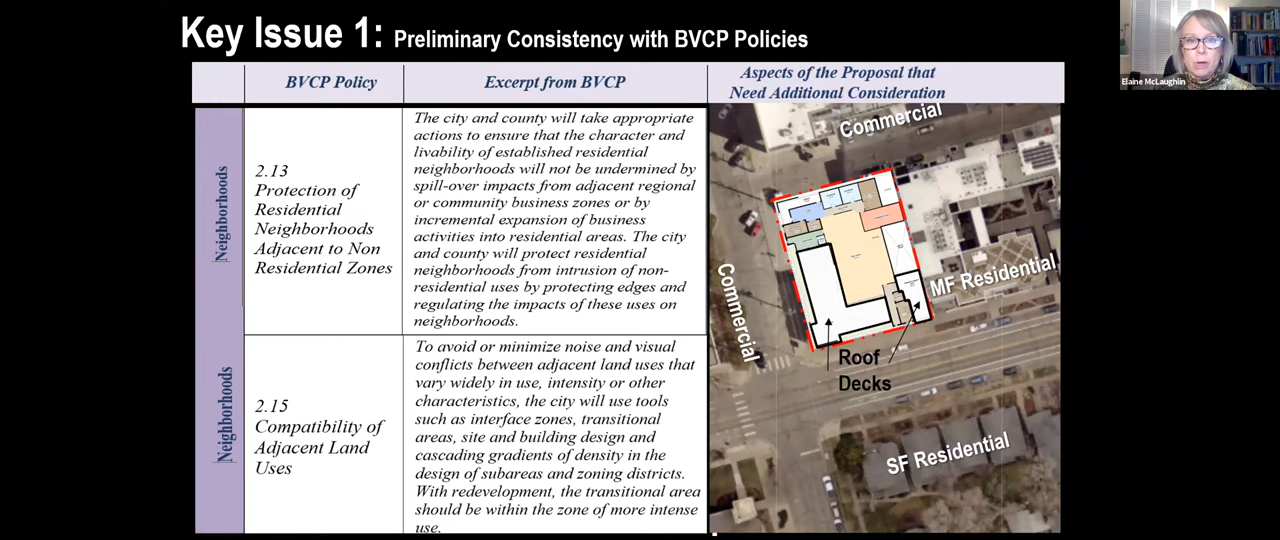 Key Issue 1: Preliminary Consistency with BVCP Policies
Elaine McLaughlin
BVCP Policy
Excerpt from BVCP
Aspects of the Proposal that
Need Additional Consideration
Neighborhoods
2.13
Protection of
Residential
Neighborhoods
Adjacent to Non
Residential Zones
The city and county will take appropriate
actions to ensure that the character and
livability of established residential
neighborhoods will not be undermined by
spill-over impacts from adjacent regional
or community business zones or by
incremental expansion of business
activities into residential areas. The city
and county will protect residential
neighborhoods from intrusion of non-
residential uses by protecting edges and
regulating the impacts of these uses on
neighborhoods.
Neighborhoods
2.15
Compatibility of
Adjacent Land
Uses
To avoid or minimize noise and visual
conflicts between adjacent land uses that
vary widely in use, intensity or other
characteristics, the city will use tools
such as interface zones, transitional
areas, site and building design and
cascading gradients of density in the
design of subareas and zoning districts.
With redevelopment, the transitional area
should be within the zone of more intense
use.
Commercial
Commercial
MF Residential
Roof
Decks
SF Residential